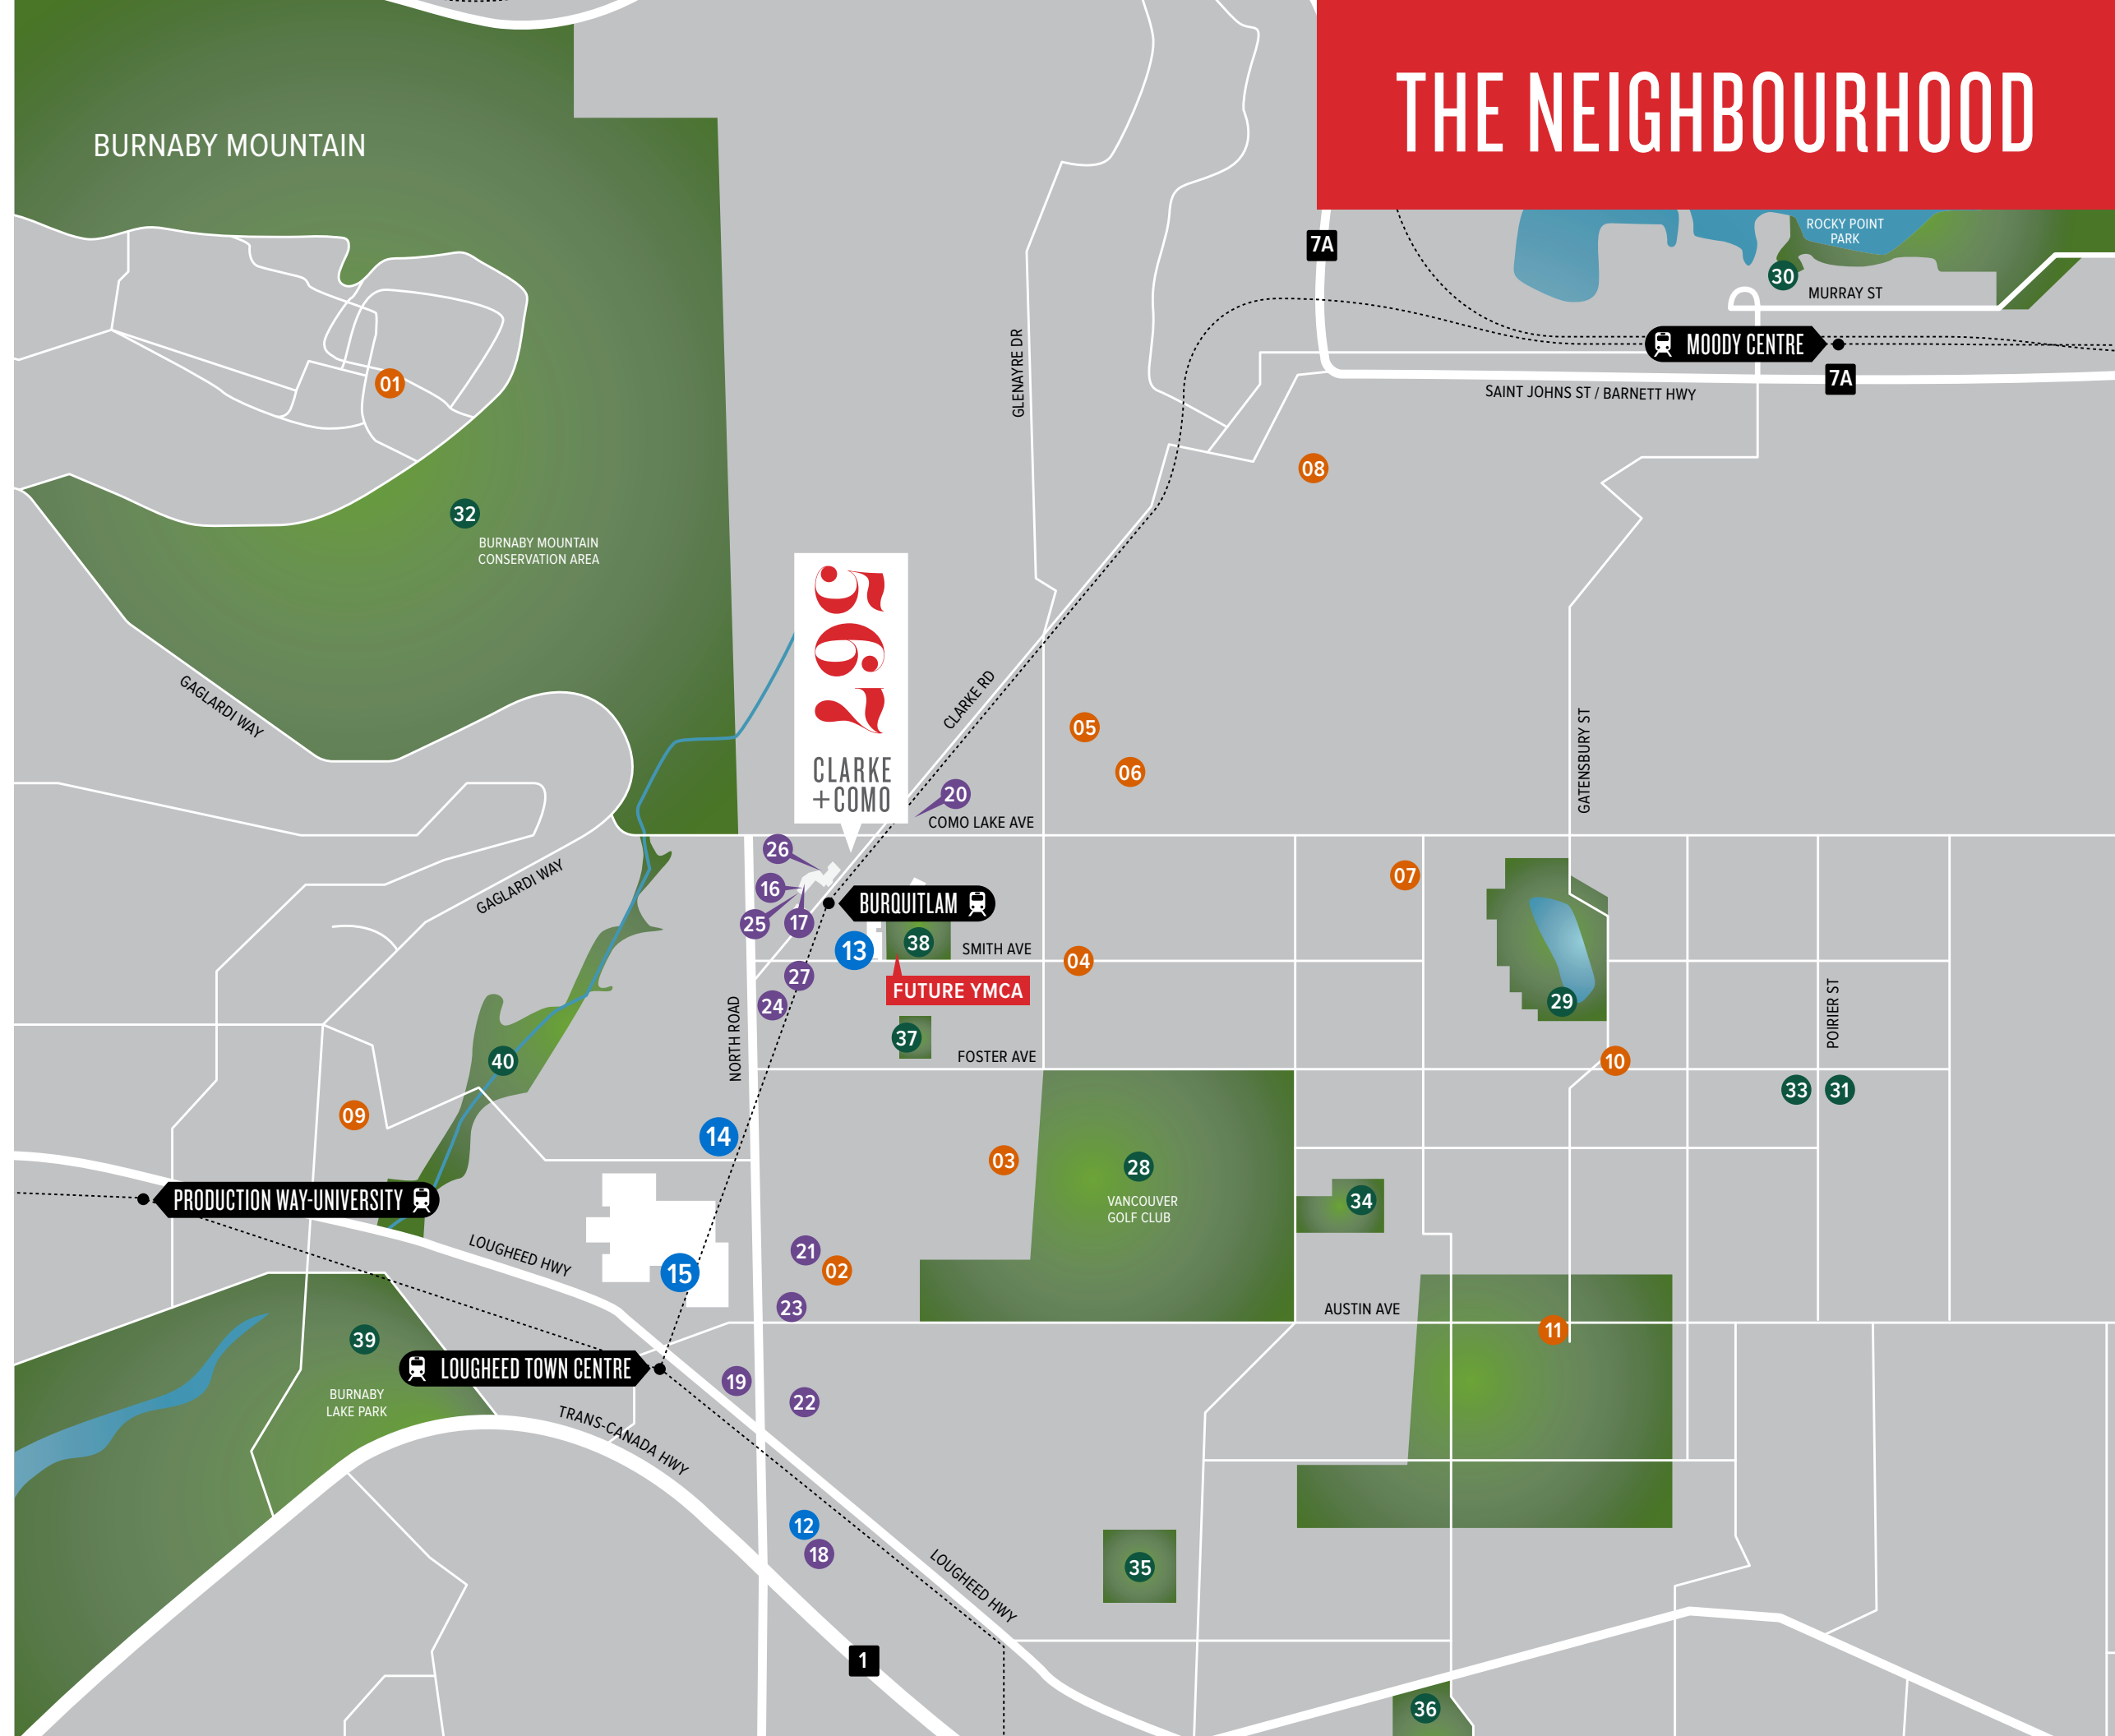 THE NEIGHBOURHOOD
BURNABY MOUNTAIN
ROCKY POINT
PARK
7A
30
MURRAY ST
MOODY CENTRE
7A
SAINT JOHNS ST / BARNETT HWY
GLENAYRE DR
01
08
32
BURNABY MOUNTAIN
CONSERVATION AREA
567
CLARKE
+COMO
GAGLARDI WAY
CLARKE RD
05
06
GATENSBURY ST
20
COMO LAKE AVE
26
16
25
17
BURQUITLAM
07
GAGLARDI WAY
13
38
SMITH AVE
04
27
24
FUTURE YMCA
29
NORTH ROAD
POIRIER ST
37
FOSTER AVE
40
10
33
31
09
14
03
28
VANCOUVER
GOLF CLUB
34
PRODUCTION WAY-UNIVERSITY
LOUGHEED HWY
21
02
15
23
AUSTIN AVE
11
39
LOUGHEED TOWN CENTRE
19
22
BURNABY
LAKE PARK
TRANS-CANADA HWY
12
18
LOUGHEED HWY
35
1
36